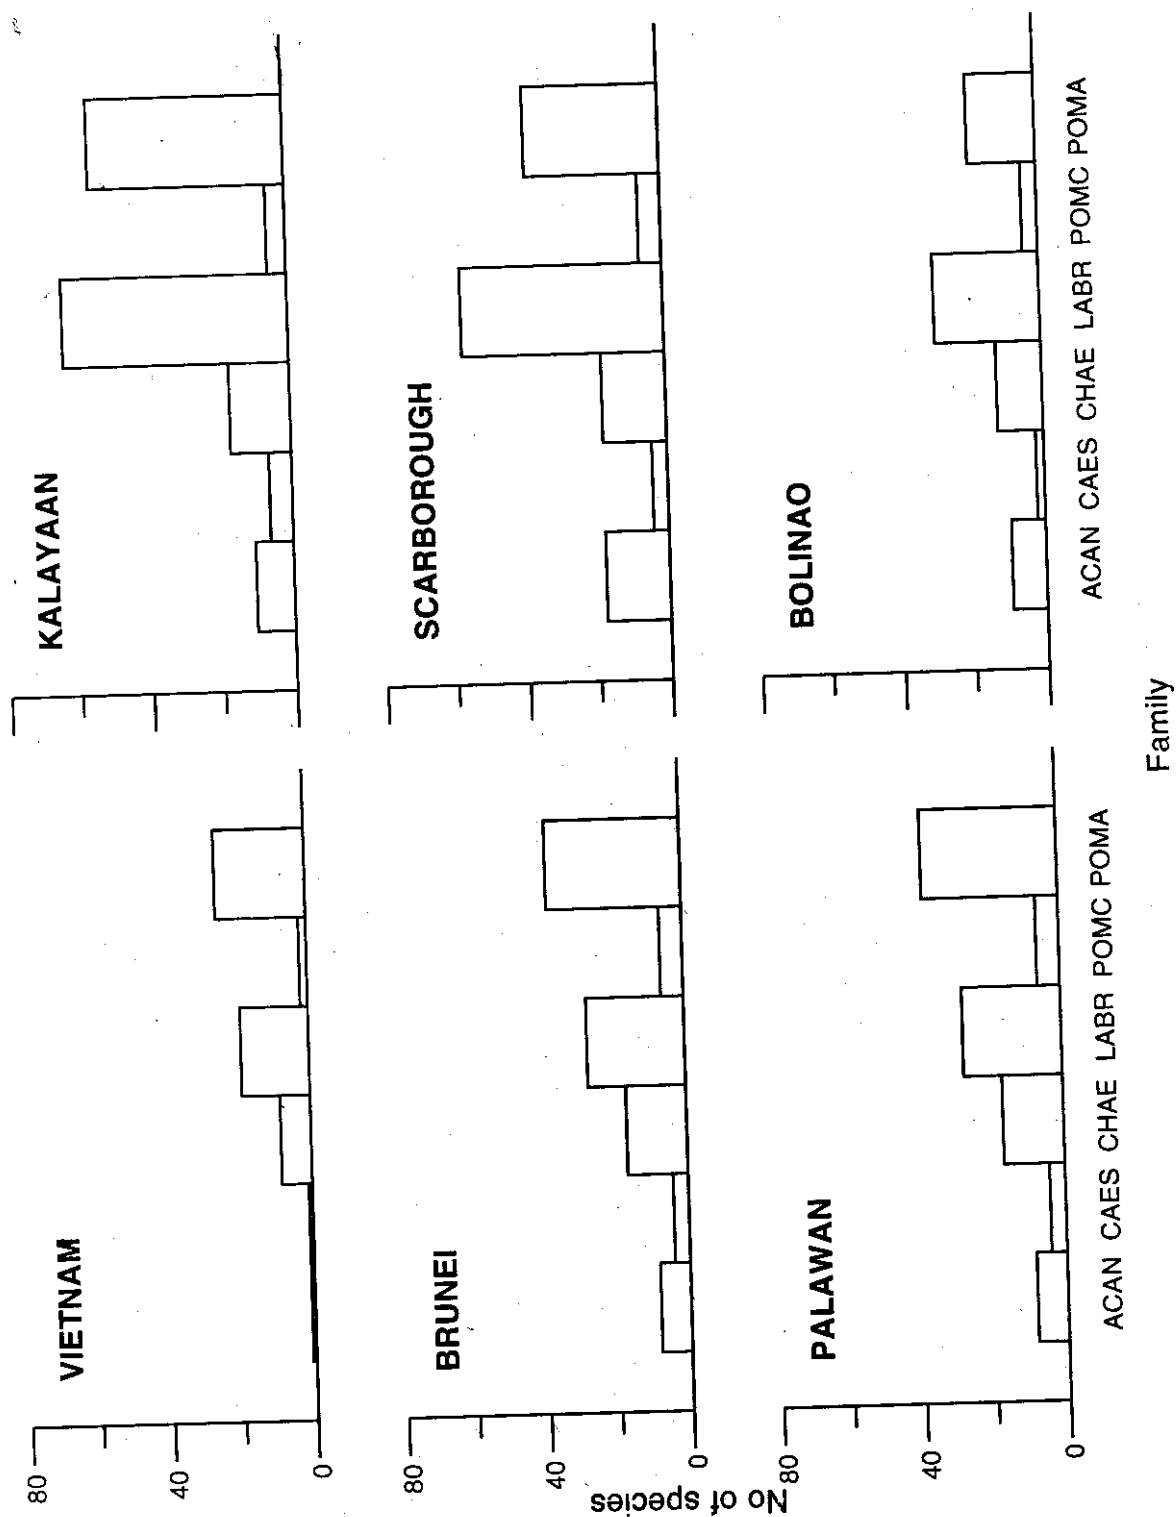 No of species
80
40
0
VIETNAM
KALAYAAN
80
40
0
BRUNEI
SCARBOROUGH
80
40
0
PALAWAN
BOLINAO
ACAN CAES CHAE LABR POMC POMA
ACAN CAES CHAE LABR POMC POMA
Family